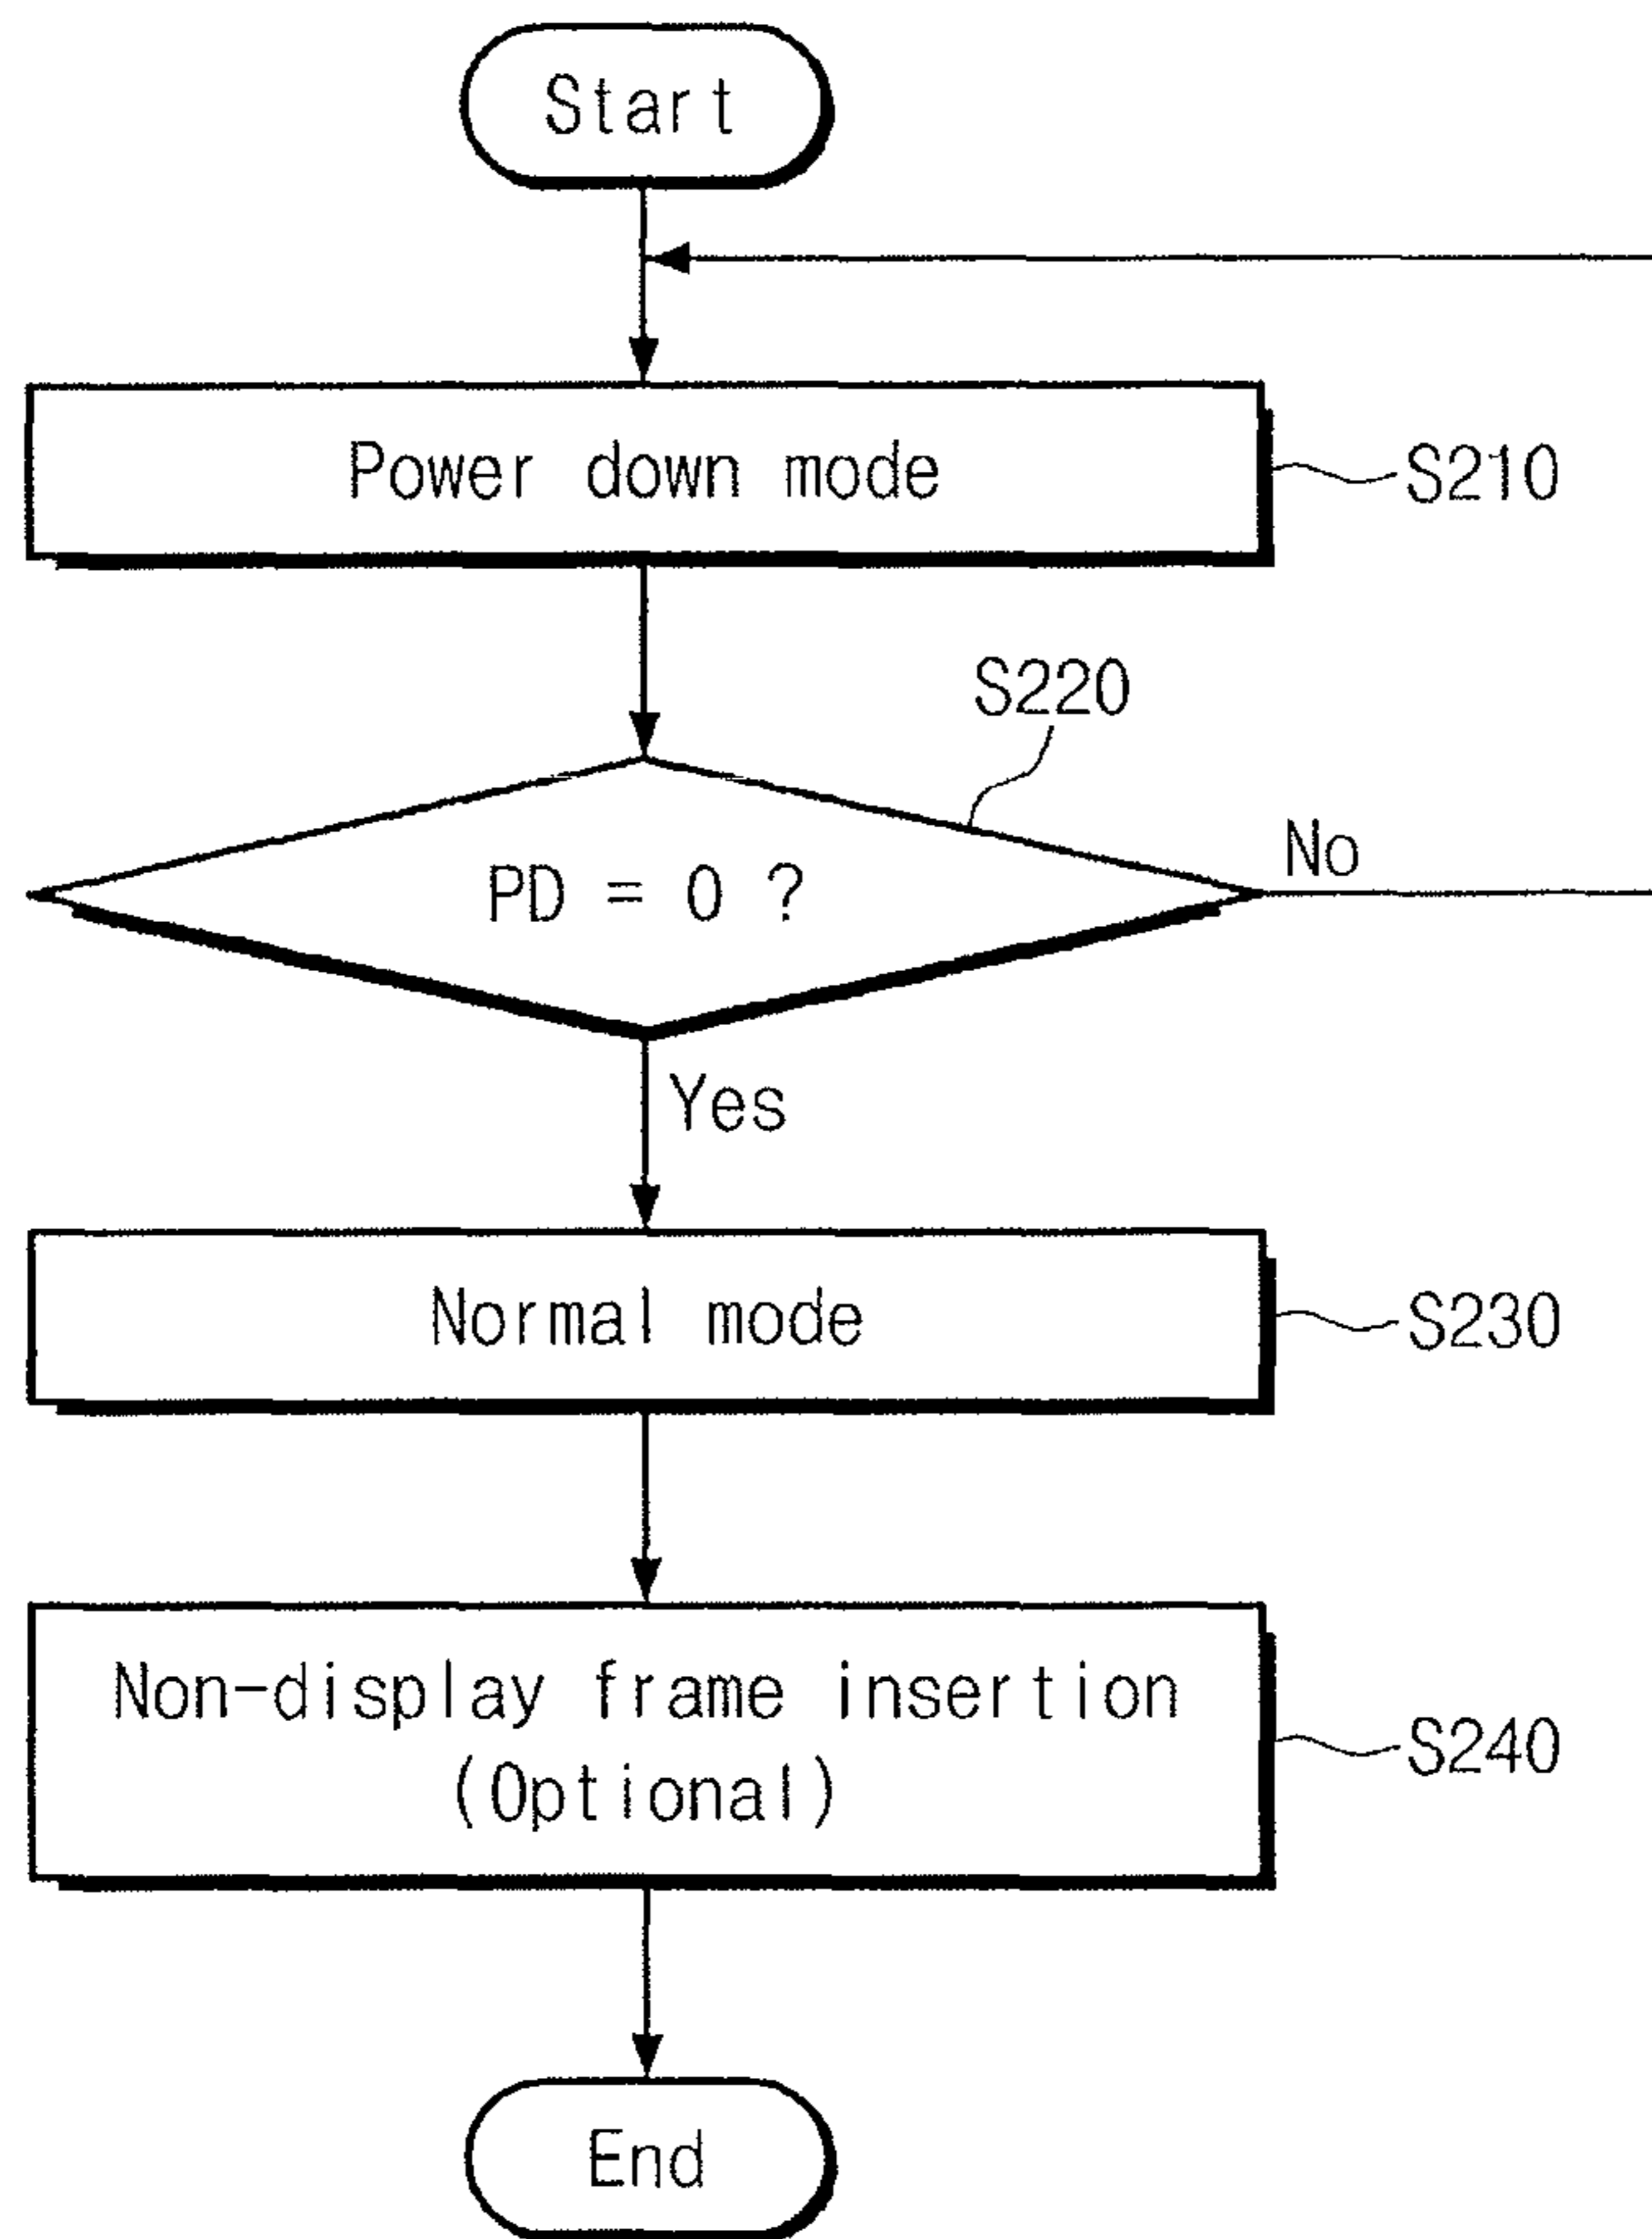 Start
Power down mode
S210
S220
PD = 0 ?
No
Yes
Normal mode
S230
Non-display frame insertion
(Optional)
S240
End